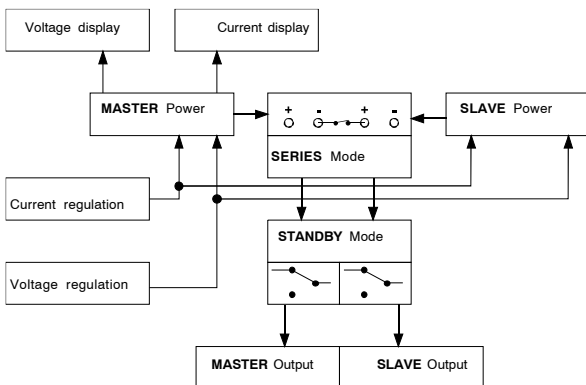 Voltage display
Current display
MASTER Power
+ - + -
SLAVE Power
SERIES Mode
Current regulation
STANDBY Mode
Voltage regulation
MASTER Output
SLAVE Output